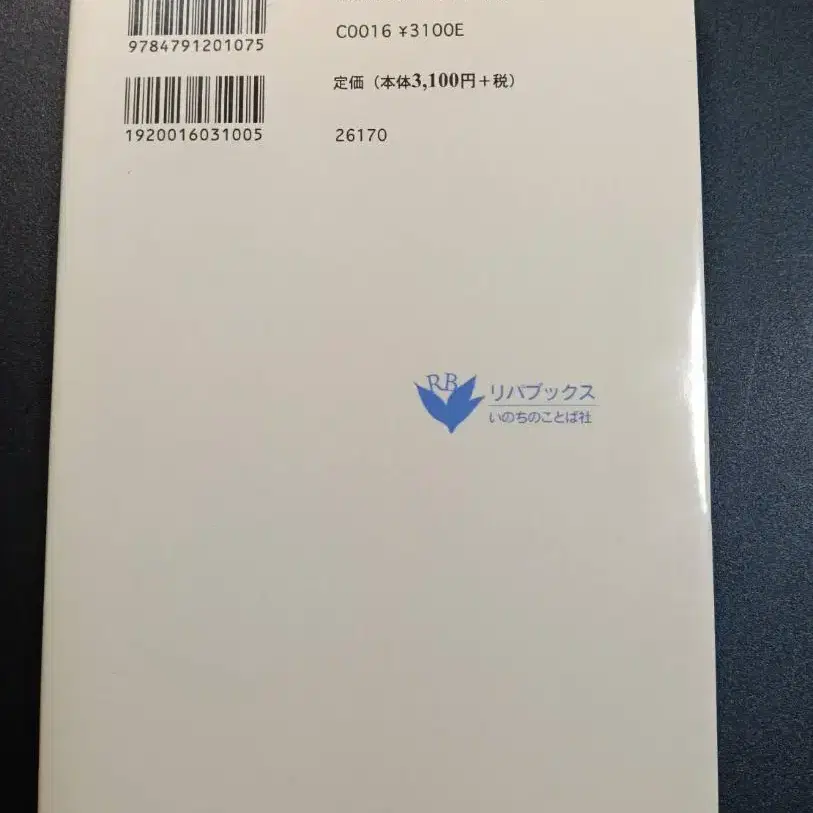 9784791201075
C0016 ¥3100E
1920016031005
定価（本体3,100円＋税）
26170
RB
リバブックス
いのちのことば社